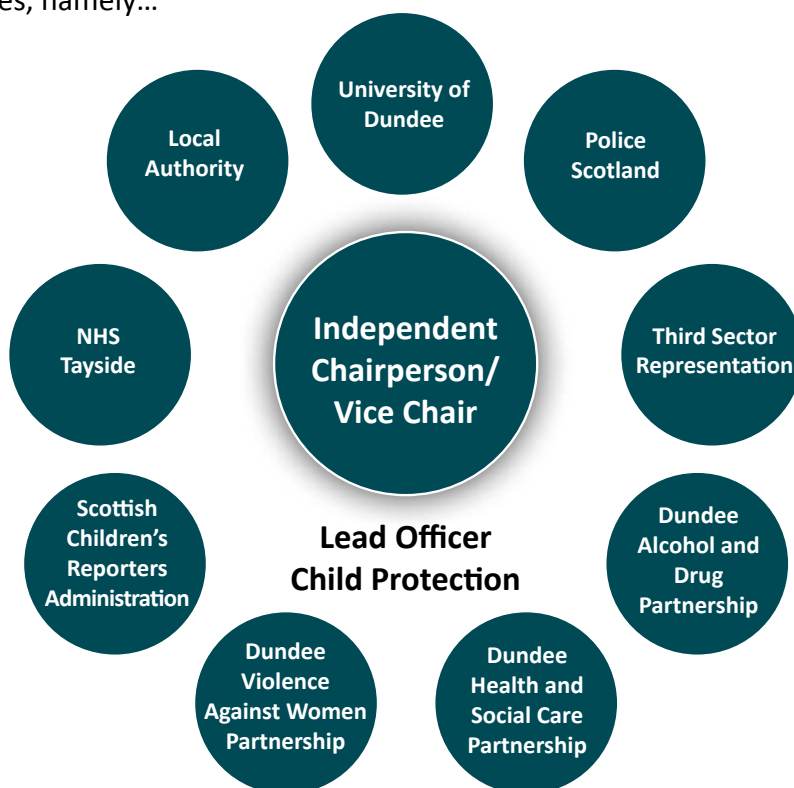 es, namely...
University of
Dundee
Local
Authority
Police
Scotland
NHS
Tayside
Independent
Chairperson/
Vice Chair
Third Sector
Representation
Scottish
Children's
Reporters
Administration
Lead Officer
Child Protection
Dundee
Alcohol and
Drug
Partnership
Dundee
Violence
Against Women
Partnership
Dundee
Health and
Social Care
Partnership